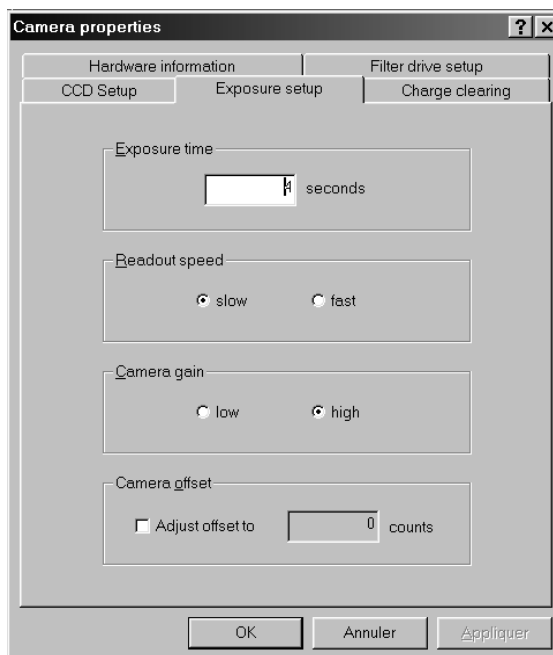 Camera properties
Hardware information Filter drive setup
CCD Setup Exposure setup Charge clearing
Exposure time
4 seconds
Readout speed
slow fast
Camera gain
low high
Camera offset
Adjust offset to 0 counts
OK Annuler Appliquer